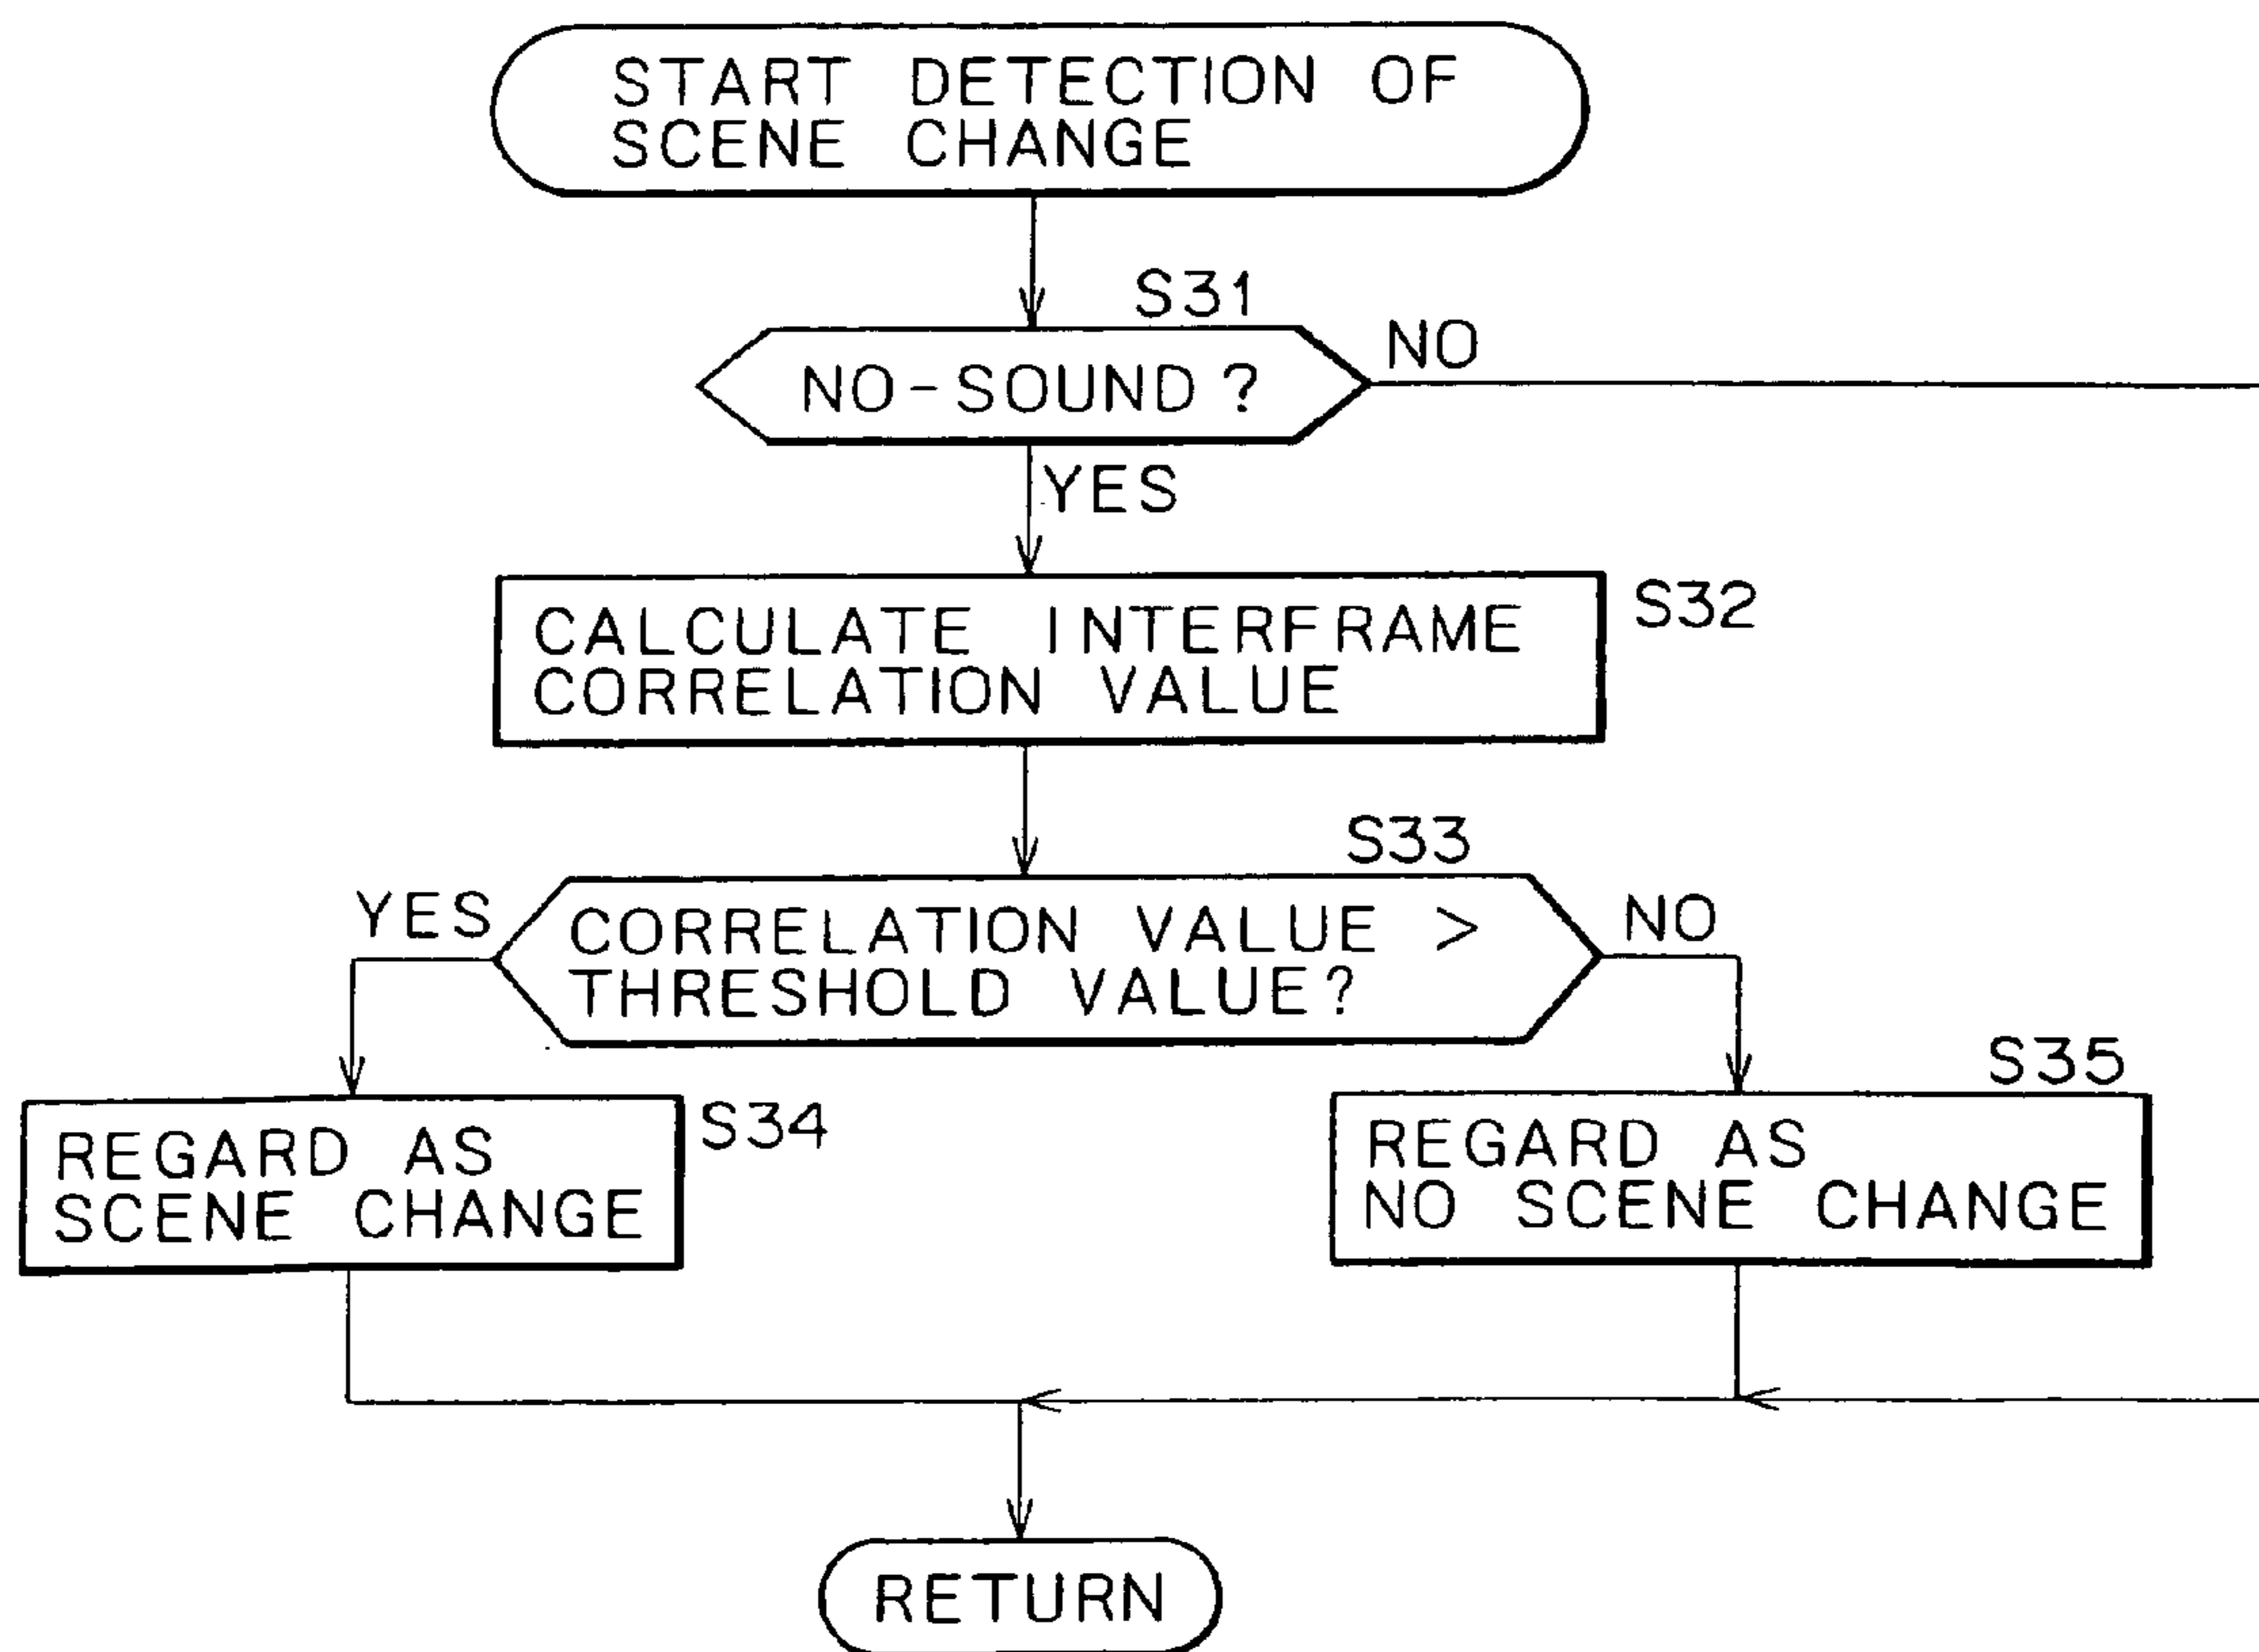 START DETECTION OF
SCENE CHANGE
S31
NO-SOUND?
NO
YES
CALCULATE INTERFRAME
CORRELATION VALUE
S32
S33
YES
CORRELATION VALUE >
THRESHOLD VALUE?
NO
REGARD AS
SCENE CHANGE
S34
S35
REGARD AS
NO SCENE CHANGE
RETURN